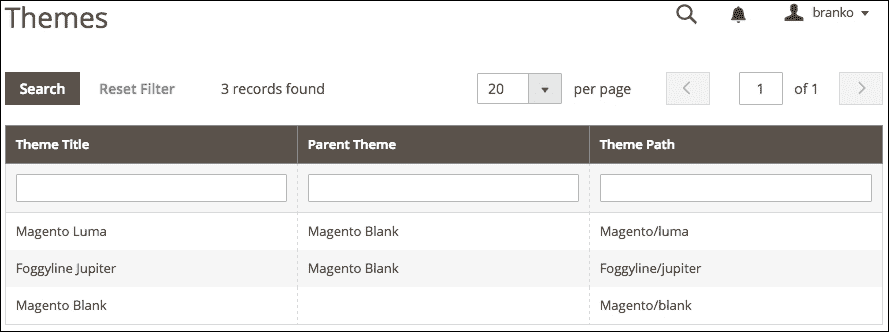 Themes
branko
Search Reset Filter 3 records found 20 per page 1 of 1
Theme Title Parent Theme Theme Path
Magento Luma Magento Blank Magento/luma
Foggyline Jupiter Magento Blank Foggyline/jupiter
Magento Blank Magento/blank